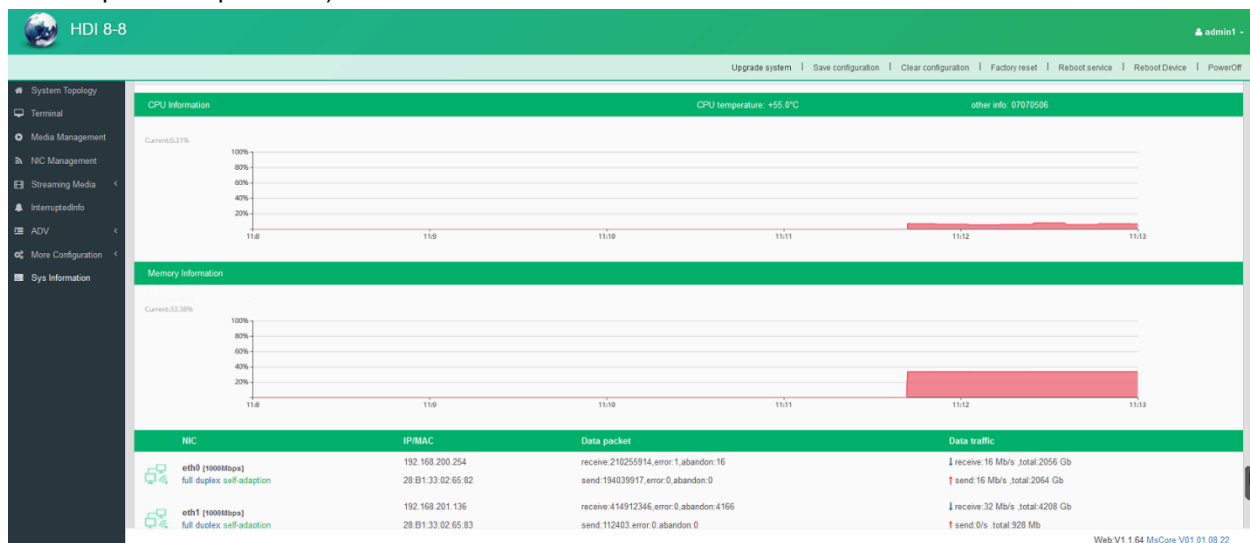 HDI 8-8
admin1
Upgrade system | Save configuration | Clear configuration | Factory reset | Reboot service | Reboot Device | PowerOff
System Topology
Terminal
Media Management
NIC Management
Streaming Media
InterruptedInfo
ADV
More Configuration
Sys Information
CPU Information CPU temperature: +55.0°C other info: 07070506
Current:6.31%
100%
80%
60%
40%
20%
11:8 11:9 11:10 11:11 11:12 11:13
Memory Information
Current:33.38%
100%
80%
60%
40%
20%
11:8 11:9 11:10 11:11 11:12 11:13
NIC IP/MAC Data packet Data traffic
eth0 [1000Mbps] 192.168.200.254 receive:210255914,error:1,abandon:16 receive:16 Mb/s ,total:2056 Gb
full duplex self-adaption 28:B1:33:02:65:82 send:194039917,error:0,abandon:0 send:16 Mb/s ,total:2064 Gb
eth1 [1000Mbps] 192.168.201.136 receive:414912346,error:0,abandon:4166 receive:32 Mb/s ,total:4208 Gb
full duplex self-adaption 28:B1:33:02:65:83 send:112403,error:0,abandon:0 send:0/s ,total:928 Mb
Web:V1.1.64 MsCore:V01.01.08.22